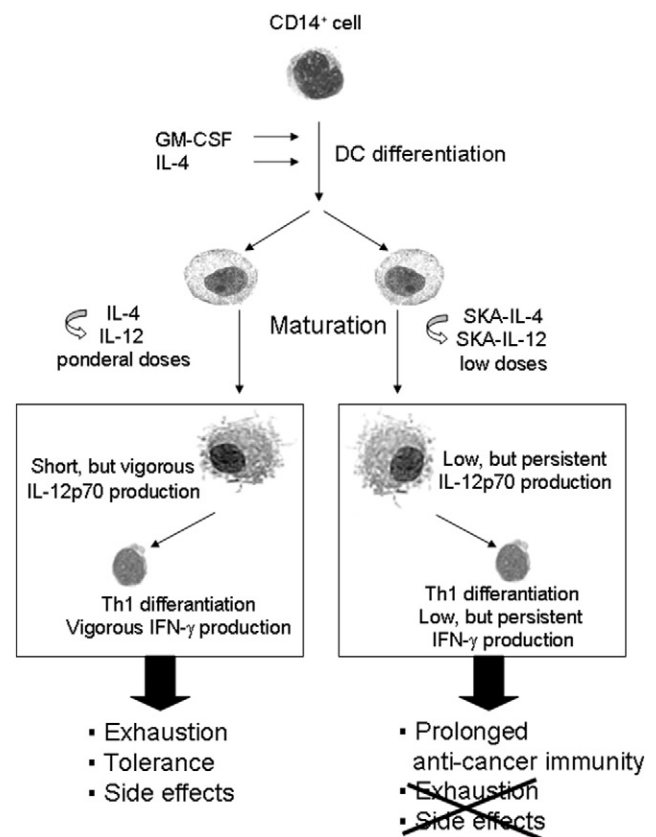 CD14⁺ cell
GM-CSF
IL-4
DC differentiation
IL-4
IL-12
ponderal doses
Maturation
SKA-IL-4
SKA-IL-12
low doses
Short, but vigorous
IL-12p70 production
Th1 differantiation
Vigorous IFN-γ production
Low, but persistent
IL-12p70 production
Th1 differentiation
Low, but persistent
IFN-γ production
▪ Exhaustion
▪ Tolerance
▪ Side effects
▪ Prolonged
anti-cancer immunity
▪ Exhaustion
▪ Side effects